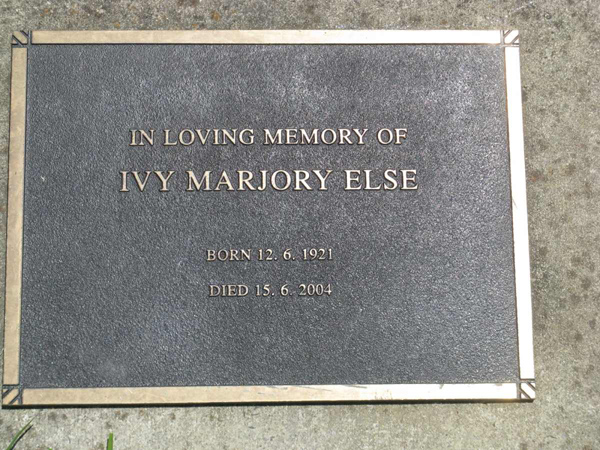 IN LOVING MEMORY OF
IVY MARJORY ELSE
BORN 12. 6. 1921
DIED 15. 6. 2004